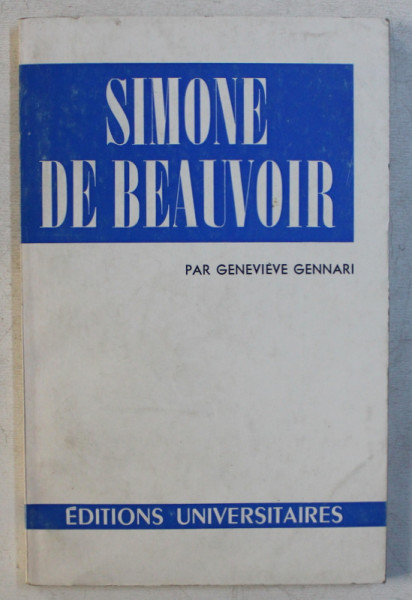 SIMONE
DE BEAUVOIR
PAR GENEVIÈVE GENNARI
ÉDITIONS UNIVERSITAIRES